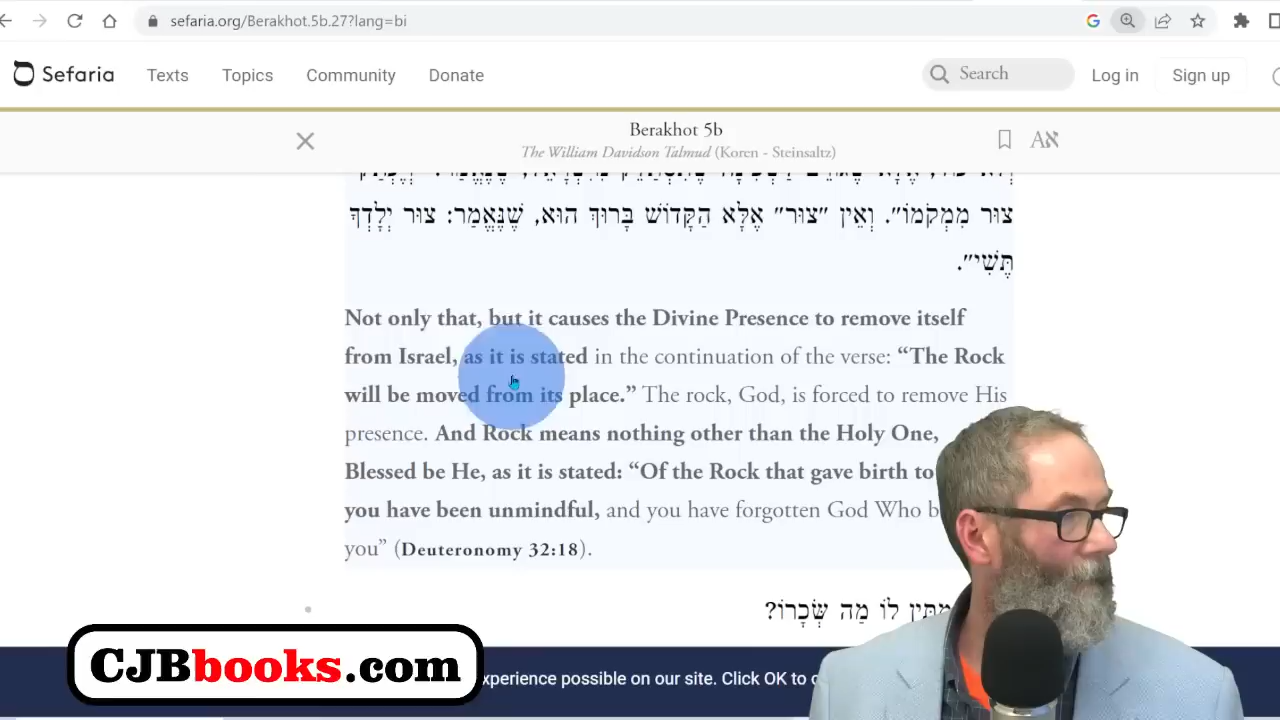 sefaria.org/Berakhot.5b.27?lang=bi
Sefaria Texts Topics Community Donate Search Log in Sign up
Berakhot 5b
The William Davidson Talmud (Koren - Steinsaltz)
צוּר מִמְּקֹמוֹ״. וְאֵין ״צוּר״ אֶלָּא הַקָּדוֹשׁ בָּרוּךְ הוּא, שֶׁנֶּאֱמַר: צוּר יְלָדְךָ
תֶּשִׁי״.
Not only that, but it causes the Divine Presence to remove itself
from Israel, as it is stated in the continuation of the verse: “The Rock
will be moved from its place.” The rock, God, is forced to remove His
presence. And Rock means nothing other than the Holy One,
Blessed be He, as it is stated: “Of the Rock that gave birth to
you have been unmindful, and you have forgotten God Who
you” (Deuteronomy 32:18).
לוֹ מַה שְּׂכָרוֹ?
CJBbooks.com
xperience possible on our site. Click OK to